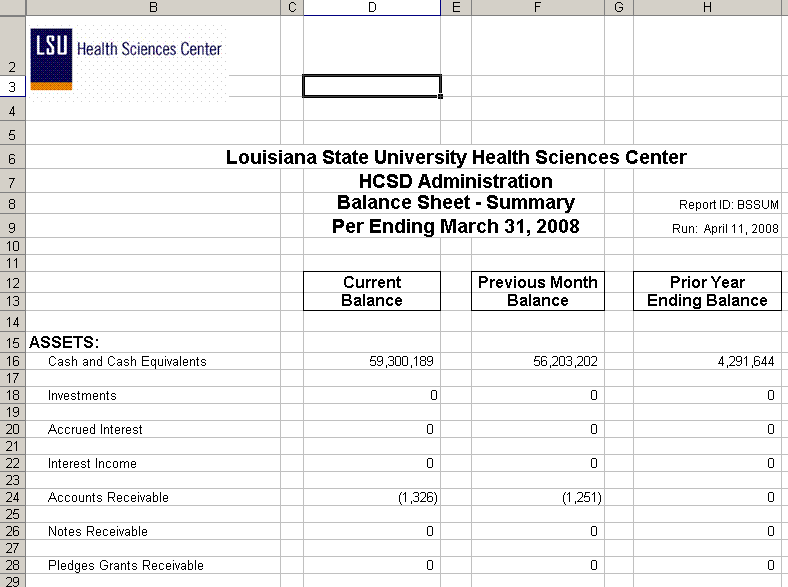 B C D E F G H
2 LSU Health Sciences Center
3
4
5
6 Louisiana State University Health Sciences Center
7 HCSD Administration
8 Balance Sheet - Summary Report ID: BSSUM
9 Per Ending March 31, 2008 Run: April 11, 2008
10
11
12 Current Previous Month Prior Year
13 Balance Balance Ending Balance
14
15 ASSETS:
16 Cash and Cash Equivalents 59,300,189 56,203,202 4,291,644
17
18 Investments 0 0 0
19
20 Accrued Interest 0 0 0
21
22 Interest Income 0 0 0
23
24 Accounts Receivable (1,326) (1,251) 0
25
26 Notes Receivable 0 0 0
27
28 Pledges Grants Receivable 0 0 0
29